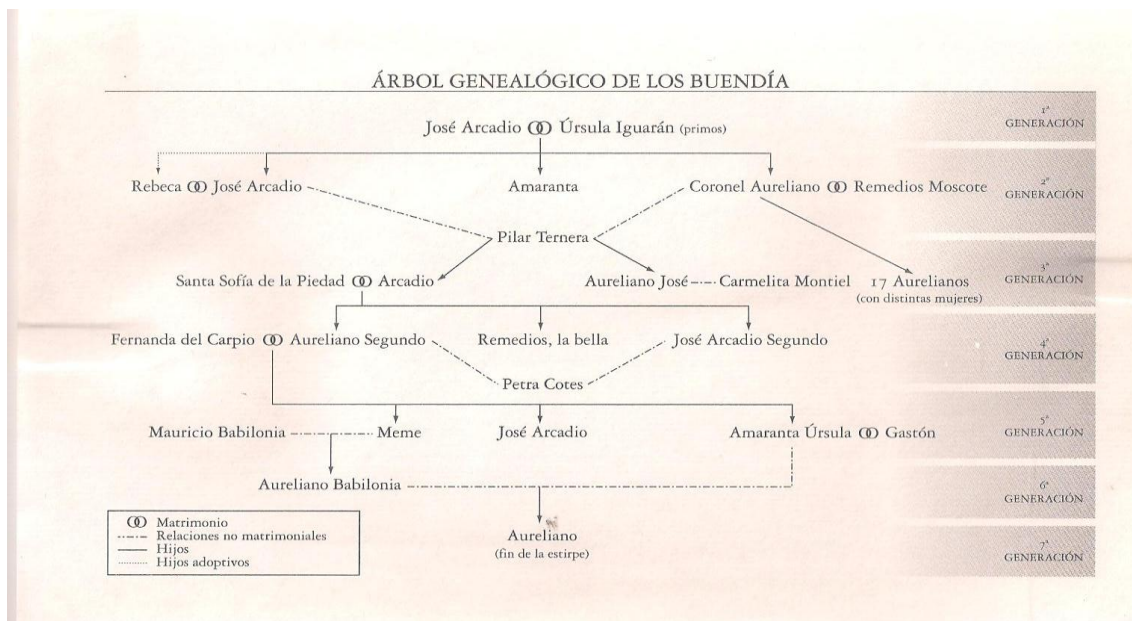 ÁRBOL GENEALÓGICO DE LOS BUENDÍA
José Arcadio Úrsula Iguarán (primos)
1ª
GENERACIÓN
Rebeca José Arcadio Amaranta Coronel Aureliano Remedios Moscote
2ª
GENERACIÓN
Pilar Ternera
Santa Sofía de la Piedad Arcadio Aureliano José Carmelita Montiel 17 Aurelianos
(con distintas mujeres)
3ª
GENERACIÓN
Fernanda del Carpio Aureliano Segundo Remedios, la bella José Arcadio Segundo
4ª
GENERACIÓN
Petra Cotes
Mauricio Babilonia Meme José Arcadio Amaranta Úrsula Gastón
5ª
GENERACIÓN
Aureliano Babilonia
6ª
GENERACIÓN
Aureliano
(fin de la estirpe)
7ª
GENERACIÓN
Matrimonio
Relaciones no matrimoniales
Hijos
Hijos adoptivos